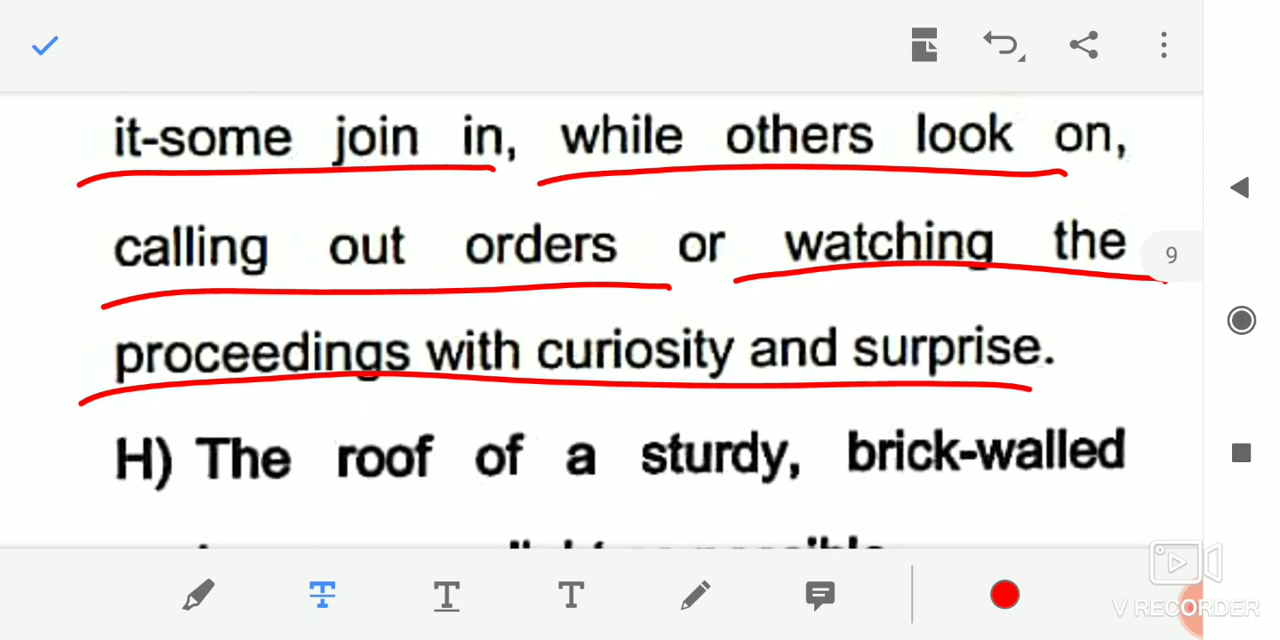 it-some join in, while others look on,
calling out orders or watching the
9
proceedings with curiosity and surprise.
H) The roof of a sturdy, brick-walled
V RECORDER